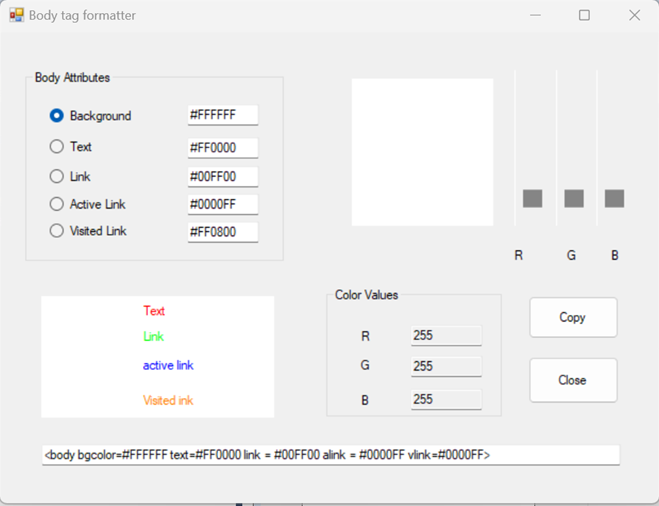 Body tag formatter
Body Attributes
Background #FFFFFF
Text #FF0000
Link #00FF00
Active Link #0000FF
Visited Link #FF0800
R G B
Text
Link
active link
Visited ink
Color Values
R 255
G 255
B 255
Copy
Close
<body bgcolor=#FFFFFF text=#FF0000 link = #00FF00 alink = #0000FF vlink=#0000FF>